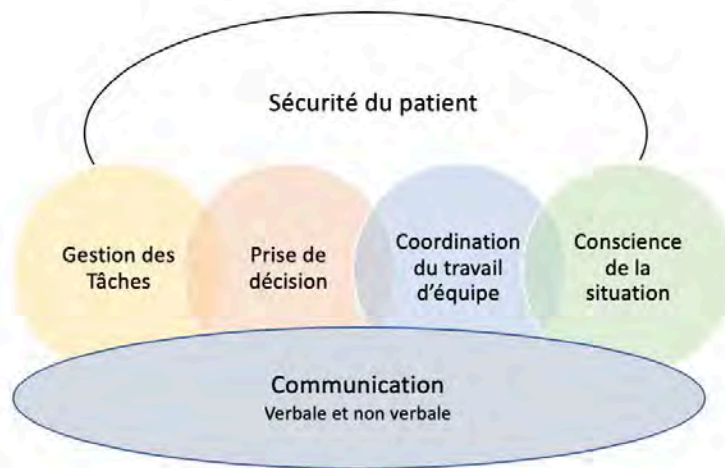 Sécurité du patient
Gestion des
Tâches
Prise de
décision
Coordination
du travail
d'équipe
Conscience
de la
situation
Communication
Verbale et non verbale